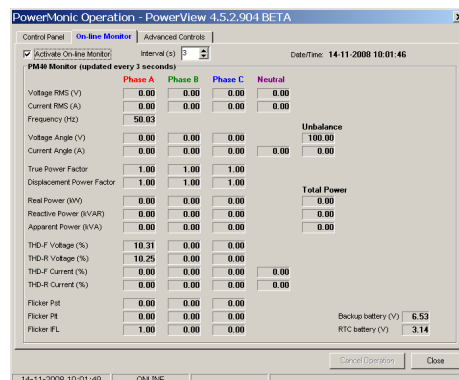 PowerMonic Operation - PowerView 4.5.2.904 BETA
Control Panel On-line Monitor Advanced Controls
Activate On-line Monitor Interval (s) 3 Date/Time: 14-11-2008 10:01:46
PM40 Monitor (updated every 3 seconds)
Phase A Phase B Phase C Neutral
Voltage RMS (V) 0.00 0.00 0.00 0.00
Current RMS (A) 0.00 0.00 0.00 0.00
Frequency (Hz) 50.03
Unbalance
Voltage Angle (V) 0.00 0.00 0.00 100.00
Current Angle (A) 0.00 0.00 0.00 0.00 0.00
True Power Factor 1.00 1.00 1.00
Displacement Power Factor 1.00 1.00 1.00
Total Power
Real Power (kW) 0.00 0.00 0.00 0.00
Reactive Power (kVAR) 0.00 0.00 0.00 0.00
Apparent Power (kVA) 0.00 0.00 0.00 0.00
THD-F Voltage (%) 10.31 0.00 0.00
THD-R Voltage (%) 10.25 0.00 0.00
THD-F Current (%) 0.00 0.00 0.00 0.00
THD-R Current (%) 0.00 0.00 0.00 0.00
Flicker Pst 0.00 0.00 0.00
Flicker Plt 0.00 0.00 0.00 Backup battery (V) 6.53
Flicker IFL 1.00 0.00 0.00 RTC battery (V) 3.14
Cancel Operation Close
14-11-2008 10:01:49 ONLINE